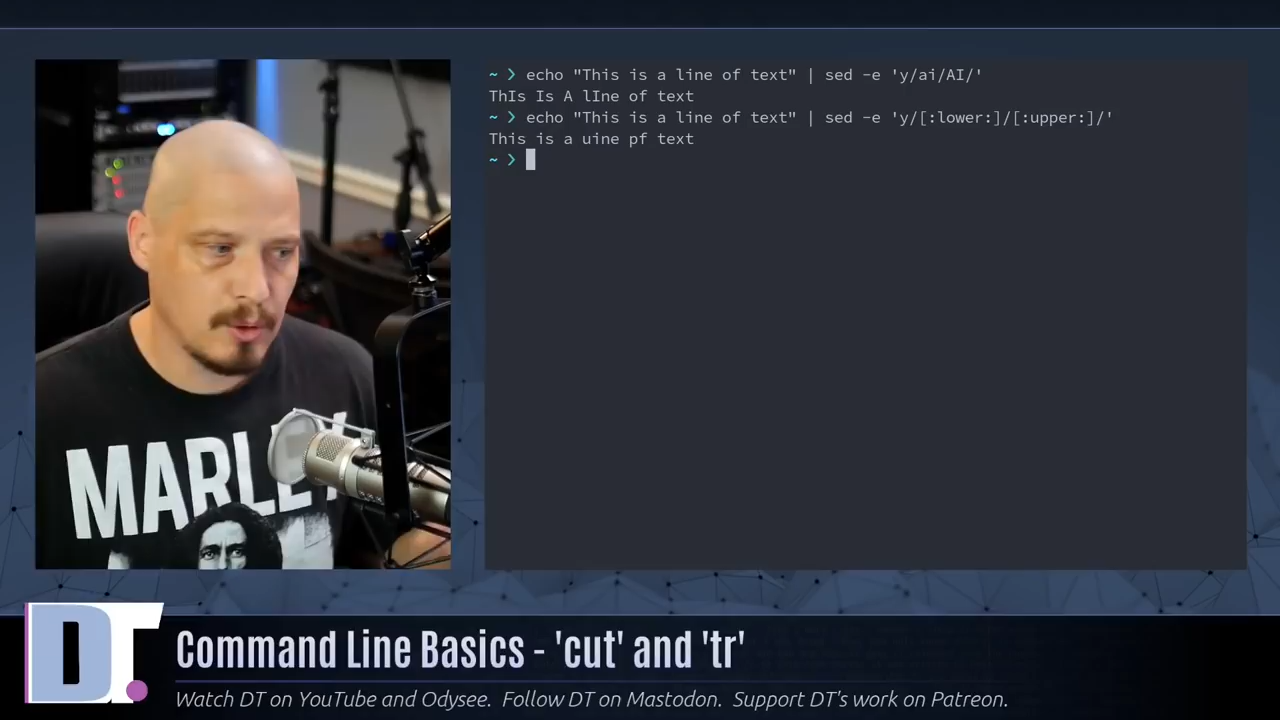 ~ ❯ echo "This is a line of text" | sed -e 'y/ai/AI/'
ThIs Is A lIne of text
~ ❯ echo "This is a line of text" | sed -e 'y/[:lower:]/[:upper:]/'
This is a uine pf text
~ ❯
MARLEY
DT.
Command Line Basics - 'cut' and 'tr'
Watch DT on YouTube and Odysee. Follow DT on Mastodon. Support DT's work on Patreon.